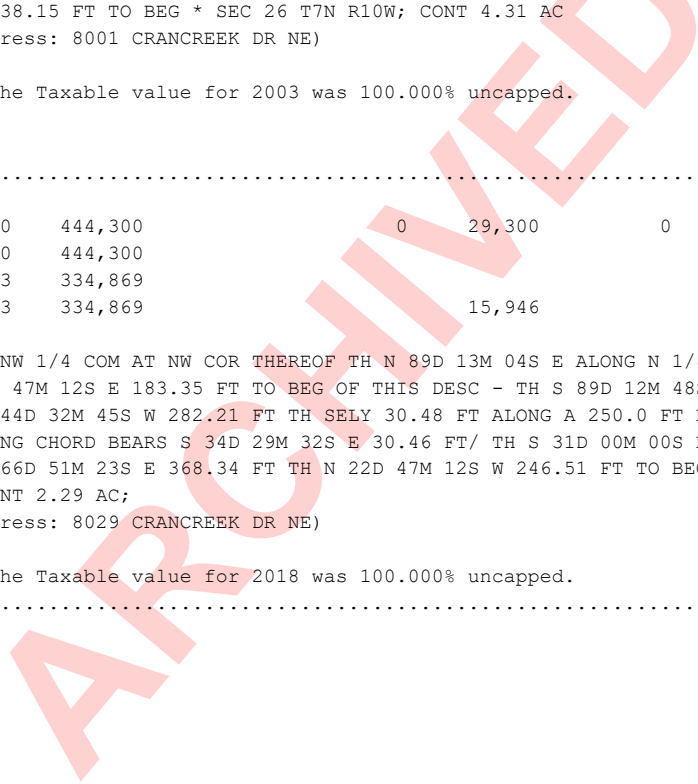 38.15 FT TO BEG * SEC 26 T7N R10W; CONT 4.31 AC
ress: 8001 CRANCREEK DR NE)
he Taxable value for 2003 was 100.000% uncapped.
..........................................................
0 444,300 0 29,300 0
0 444,300
3 334,869
3 334,869 15,946
NW 1/4 COM AT NW COR THEREOF TH N 89D 13M 04S E ALONG N 1/
47M 12S E 183.35 FT TO BEG OF THIS DESC - TH S 89D 12M 48S
44D 32M 45S W 282.21 FT TH SELY 30.48 FT ALONG A 250.0 FT
NG CHORD BEARS S 34D 29M 32S E 30.46 FT/ TH S 31D 00M 00S
66D 51M 23S E 368.34 FT TH N 22D 47M 12S W 246.51 FT TO BEG
NT 2.29 AC;
ress: 8029 CRANCREEK DR NE)
he Taxable value for 2018 was 100.000% uncapped.
..........................................................
ARCHIVED